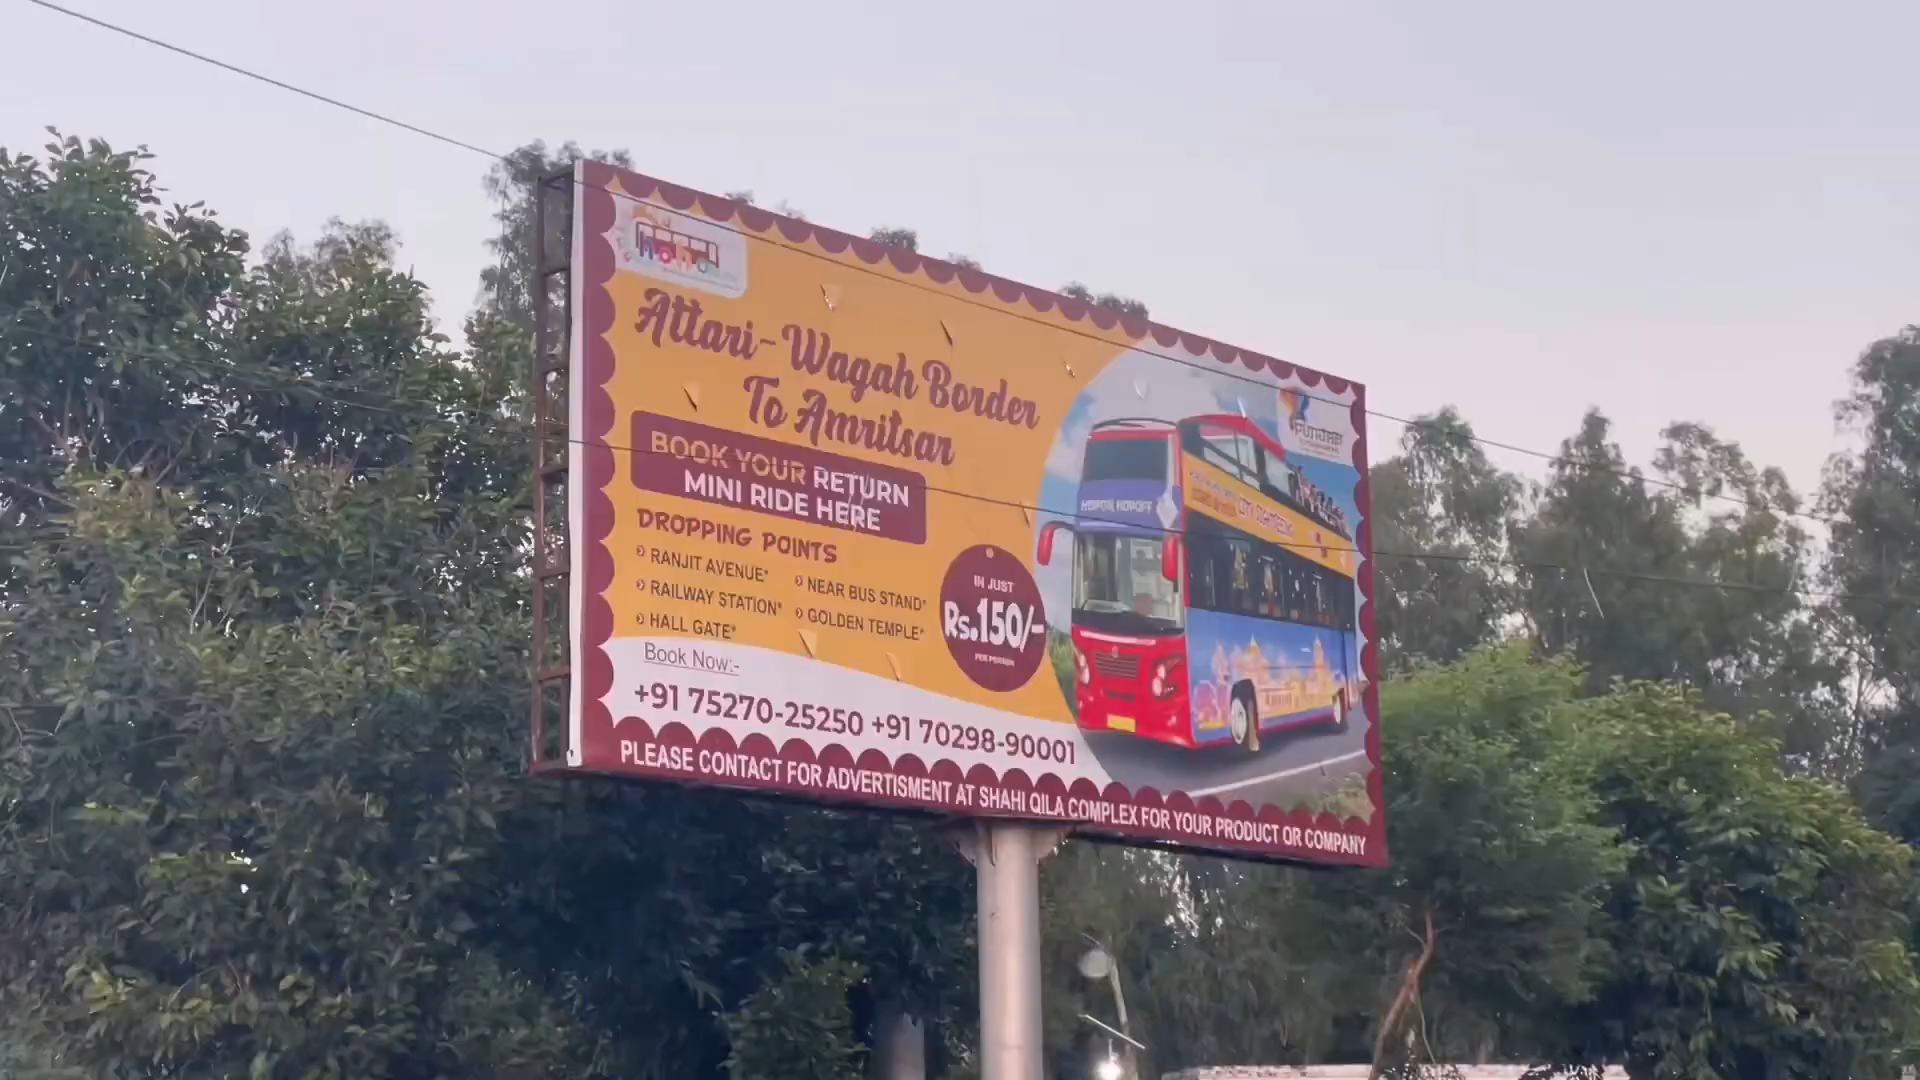 hoho
Attari-Wagah Border
To Amritsar
BOOK YOUR RETURN
MINI RIDE HERE
DROPPING POINTS
RANJIT AVENUE*
RAILWAY STATION*
HALL GATE*
NEAR BUS STAND*
GOLDEN TEMPLE*
IN JUST
Rs.150/-
PER PERSON
Book Now:-
+91 75270-25250 +91 70298-90001
PLEASE CONTACT FOR ADVERTISMENT AT SHAHI QILA COMPLEX FOR YOUR PRODUCT OR COMPANY
PUNJAB
HOPON HOPOFF
CITY SIGHTSEEING